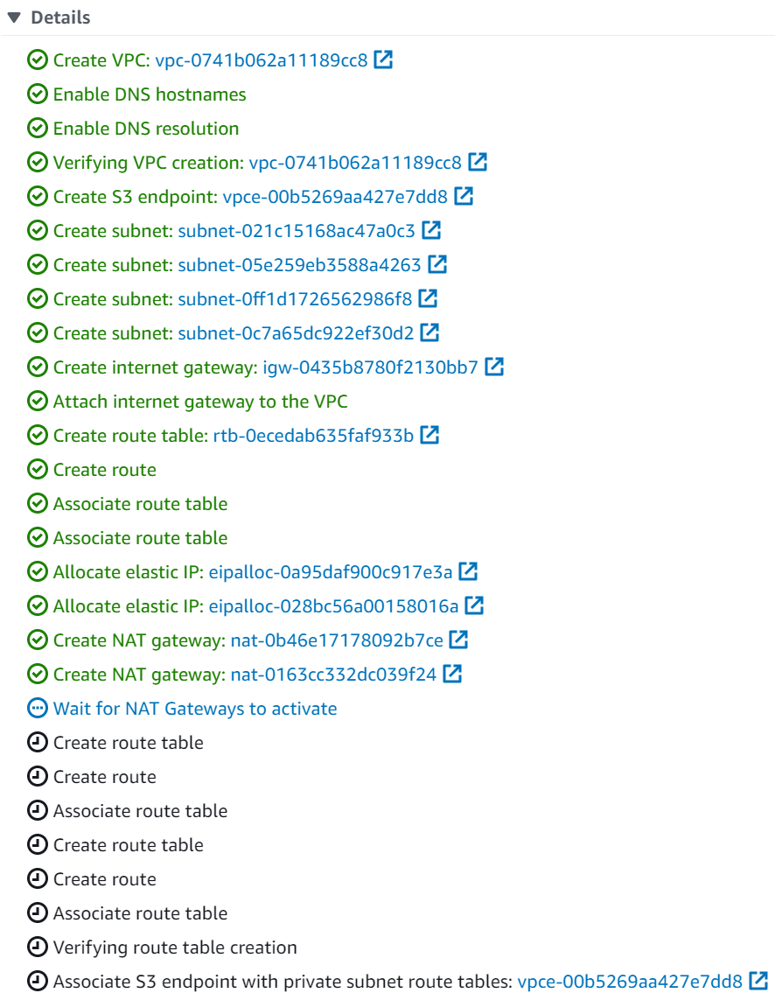 Details
Create VPC: vpc-0741b062a11189cc8
Enable DNS hostnames
Enable DNS resolution
Verifying VPC creation: vpc-0741b062a11189cc8
Create S3 endpoint: vpce-00b5269aa427e7dd8
Create subnet: subnet-021c15168ac47a0c3
Create subnet: subnet-05e259eb3588a4263
Create subnet: subnet-0ff1d1726562986f8
Create subnet: subnet-0c7a65dc922ef30d2
Create internet gateway: igw-0435b8780f2130bb7
Attach internet gateway to the VPC
Create route table: rtb-0ecedab635faf933b
Create route
Associate route table
Associate route table
Allocate elastic IP: eipalloc-0a95daf900c917e3a
Allocate elastic IP: eipalloc-028bc56a00158016a
Create NAT gateway: nat-0b46e17178092b7ce
Create NAT gateway: nat-0163cc332dc039f24
Wait for NAT Gateways to activate
Create route table
Create route
Associate route table
Create route table
Create route
Associate route table
Verifying route table creation
Associate S3 endpoint with private subnet route tables: vpce-00b5269aa427e7dd8